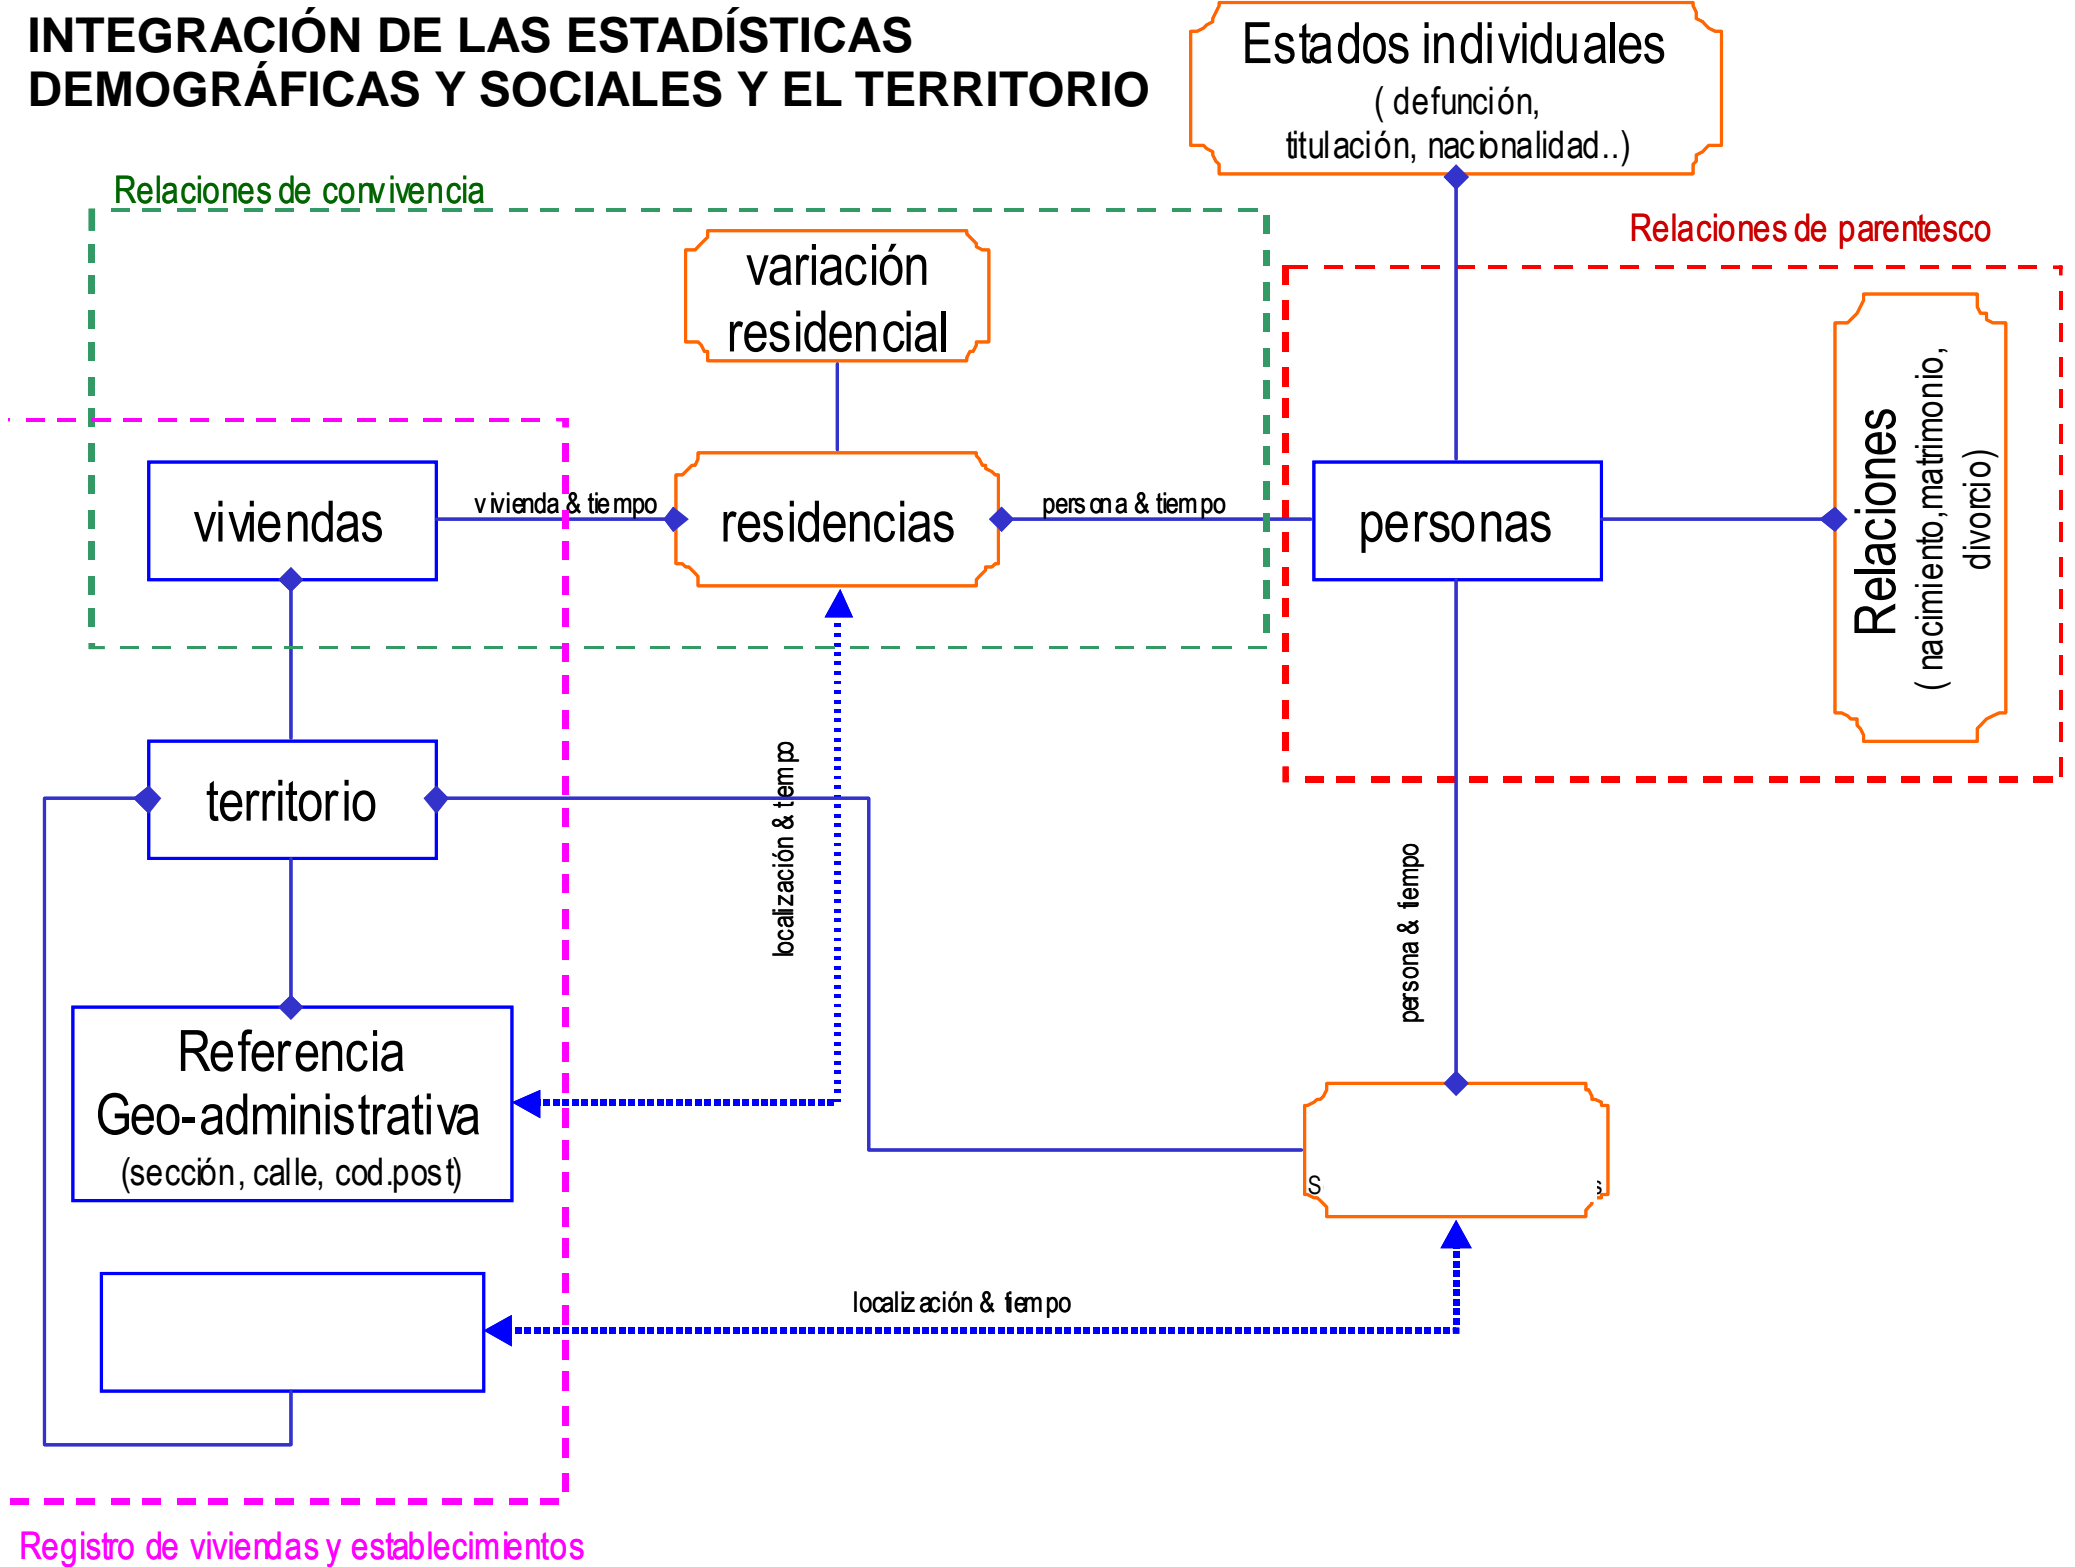 INTEGRACIÓN DE LAS ESTADÍSTICAS
DEMOGRÁFICAS Y SOCIALES Y EL TERRITORIO
Estados individuales
( defunción,
titulación, nacionalidad..)
Relaciones de convivencia
Relaciones de parentesco
variación
residencial
viviendas
vivienda & tiempo
residencias
persona & tiempo
personas
Relaciones
( nacimiento,matrimonio,
divorcio)
territorio
localización & tiempo
persona & tiempo
Referencia
Geo-administrativa
(sección, calle, cod.post)
S
s
localización & tiempo
Registro de viviendas y establecimientos